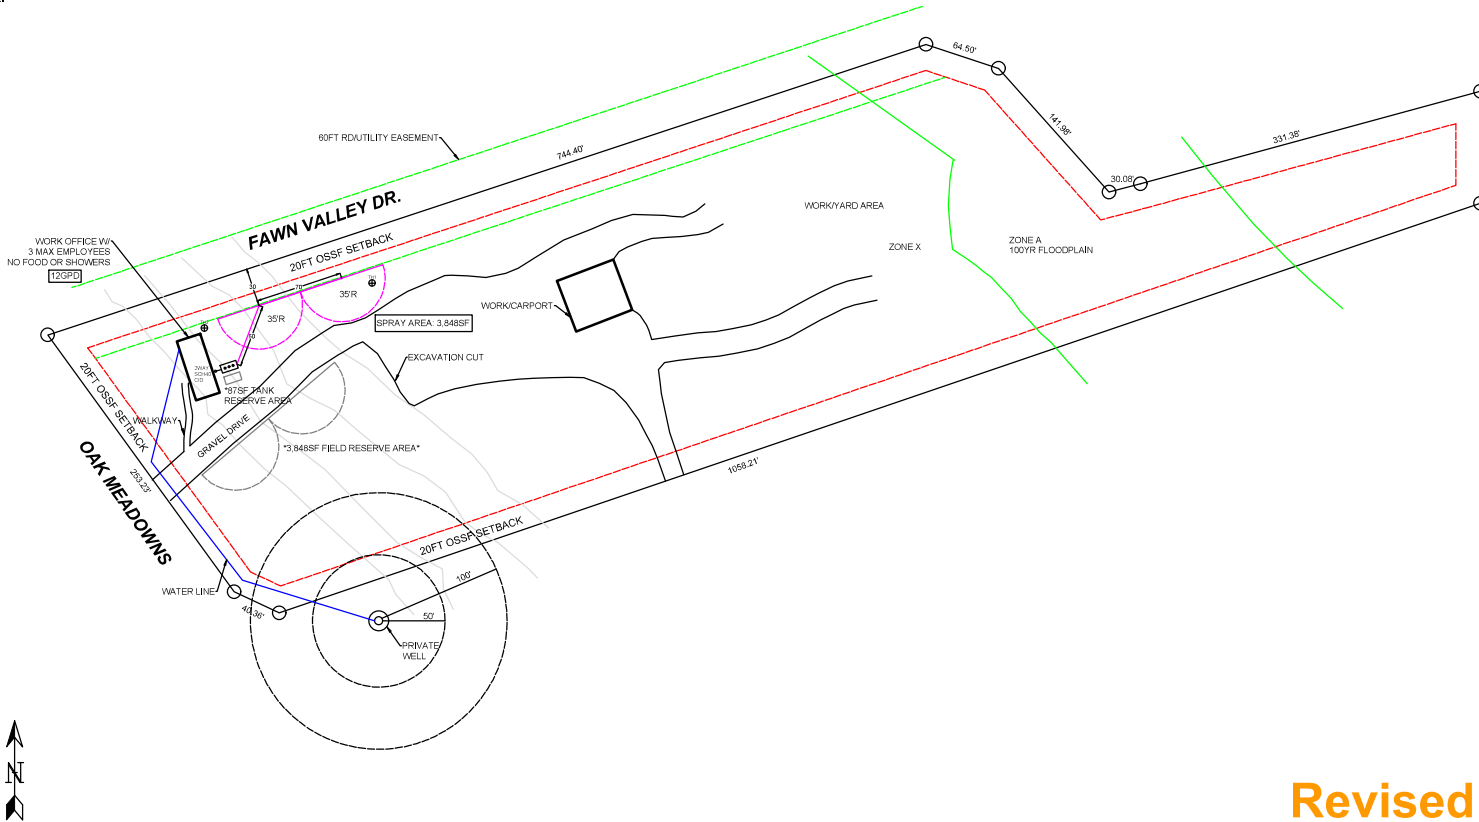 64.50'
60FT RD/UTILITY EASEMENT
744.40'
141.98'
331.38'
30.08'
FAWN VALLEY DR.
20FT OSSF SETBACK
WORK/YARD AREA
ZONE X
ZONE A
100YR FLOODPLAIN
WORK OFFICE W/
3 MAX EMPLOYEES
NO FOOD OR SHOWERS
12GPD
70
35'R
35'R
WORK/CARPORT
SPRAY AREA: 3,848SF
EXCAVATION CUT
2WAY
*87SF TANK
RESERVE AREA
20FT OSSF SETBACK
WALKWAY
GRAVEL DRIVE
*3,848SF FIELD RESERVE AREA*
OAK MEADOWNS
253.23'
1058.21'
20FT OSSF SETBACK
WATER LINE
40.36'
100'
50'
PRIVATE
WELL
N
Revised